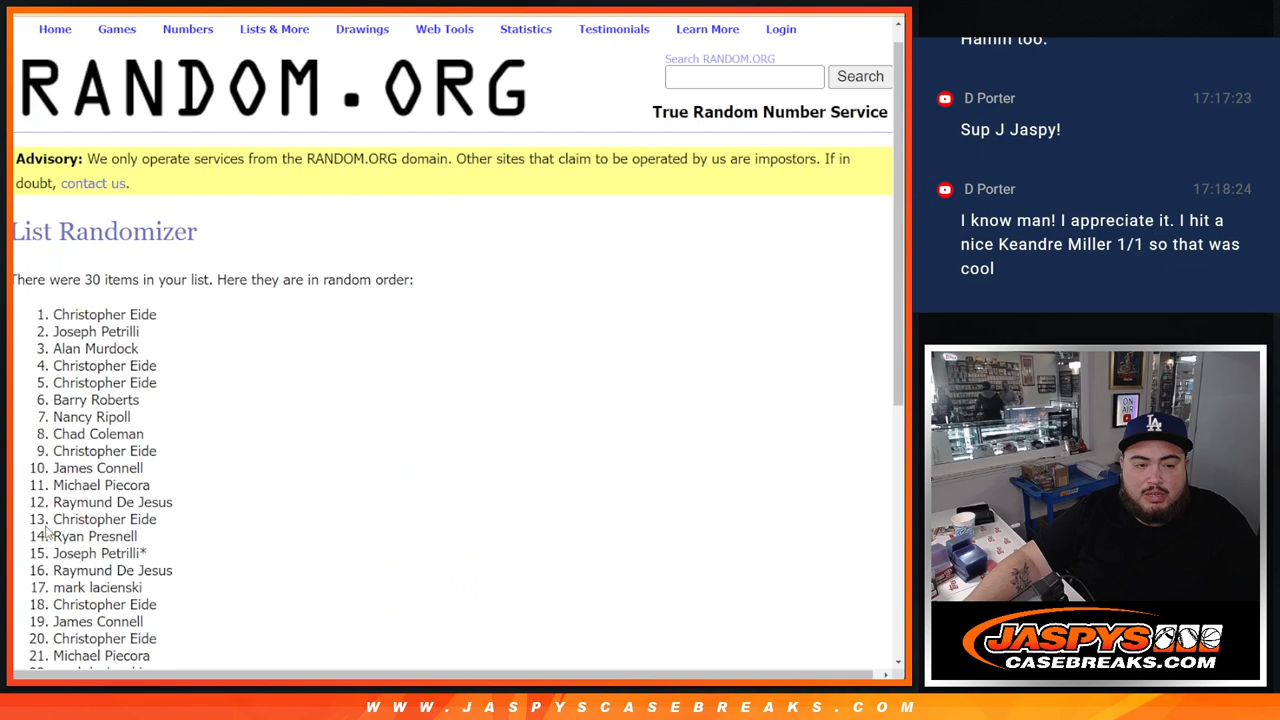 Home Games Numbers Lists & More Drawings Web Tools Statistics Testimonials Learn More Login
RANDOM.ORG
Search RANDOM.ORG
Search
True Random Number Service
Advisory: We only operate services from the RANDOM.ORG domain. Other sites that claim to be operated by us are impostors. If in
doubt, contact us.
List Randomizer
There were 30 items in your list. Here they are in random order:
1. Christopher Eide
2. Joseph Petrilli
3. Alan Murdock
4. Christopher Eide
5. Christopher Eide
6. Barry Roberts
7. Nancy Ripoll
8. Chad Coleman
9. Christopher Eide
10. James Connell
11. Michael Piecora
12. Raymund De Jesus
13. Christopher Eide
14. Ryan Presnell
15. Joseph Petrilli*
16. Raymund De Jesus
17. mark lacienski
18. Christopher Eide
19. James Connell
20. Christopher Eide
21. Michael Piecora
Hamm too.
D Porter 17:17:23
Sup J Jaspy!
D Porter 17:18:24
I know man! I appreciate it. I hit a
nice Keandre Miller 1/1 so that was
cool
ON
AIR
LA
JASPYS
CASEBREAKS.COM
WWW.JASPYSCASEBREAKS.COM